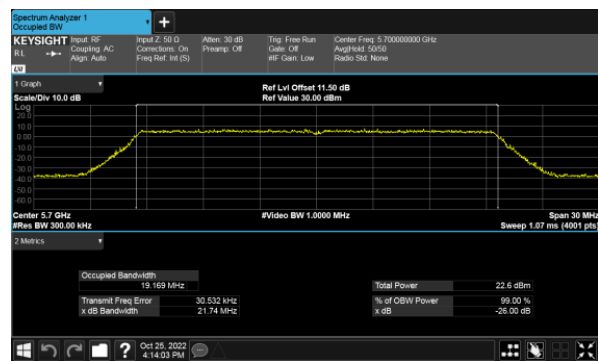 Spectrum Analyzer 1
Occupied BW
KEYSIGHT Input: RF Input Z: 50 Ω Atten: 30 dB Trig: Free Run Center Freq: 5.700000000 GHz
R L Coupling: AC Corrections: On Preamp: Off Gate: Off Avg|Hold: 50/50
Align: Auto Freq Ref: Int (S) #IF Gain: Low Radio Std: None
LXI
1 Graph Ref Lvl Offset 11.50 dB
Scale/Div 10.0 dB Ref Value 30.00 dBm
Log
20.0
10.0
0.00
-10.0
-20.0
-30.0
-40.0
-50.0
-60.0
Center 5.7 GHz #Video BW 1.0000 MHz Span 30 MHz
#Res BW 300.00 kHz Sweep 1.07 ms (4001 pts)
2 Metrics
Occupied Bandwidth
19.169 MHz Total Power 22.6 dBm
Transmit Freq Error 30.532 kHz % of OBW Power 99.00 %
x dB Bandwidth 21.74 MHz x dB -26.00 dB
? Oct 25, 2022
4:14:03 PM